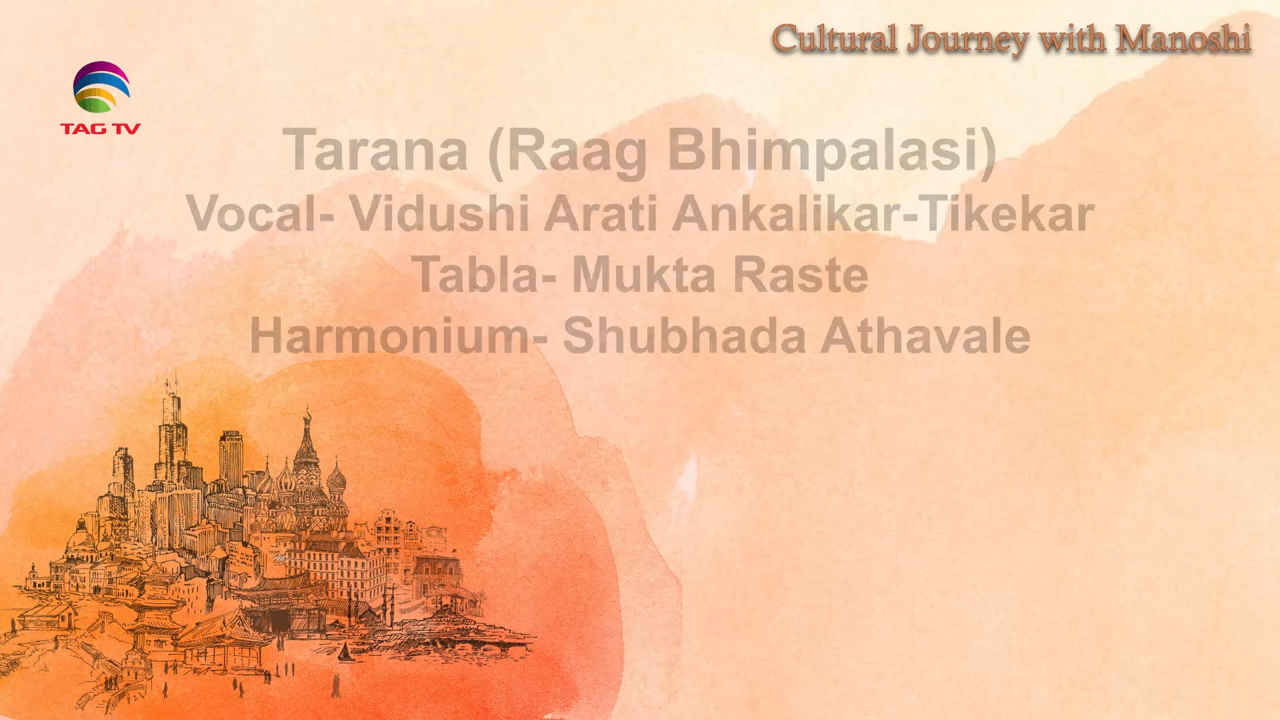 Cultural Journey with Manoshi
TAG TV
Tarana (Raag Bhimpalasi)
Vocal- Vidushi Arati Ankalikar-Tikekar
Tabla- Mukta Raste
Harmonium- Shubhada Athavale